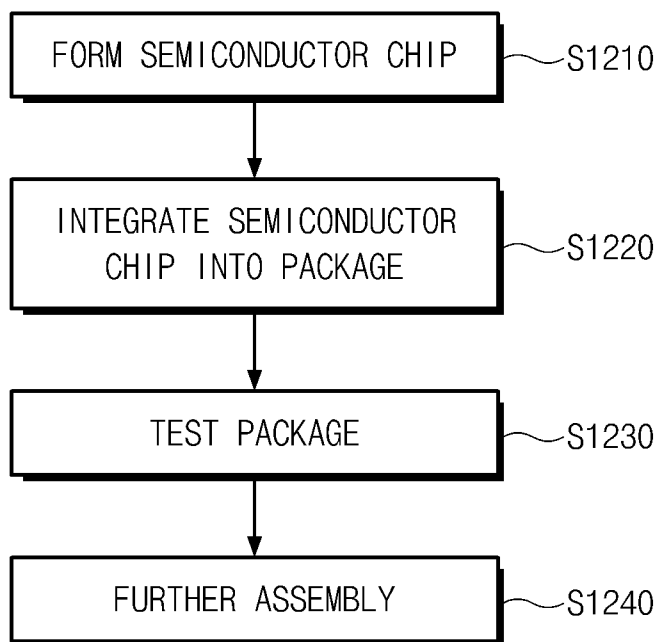 FORM SEMICONDUCTOR CHIP
S1210
INTEGRATE SEMICONDUCTOR
CHIP INTO PACKAGE
S1220
TEST PACKAGE
S1230
FURTHER ASSEMBLY
S1240